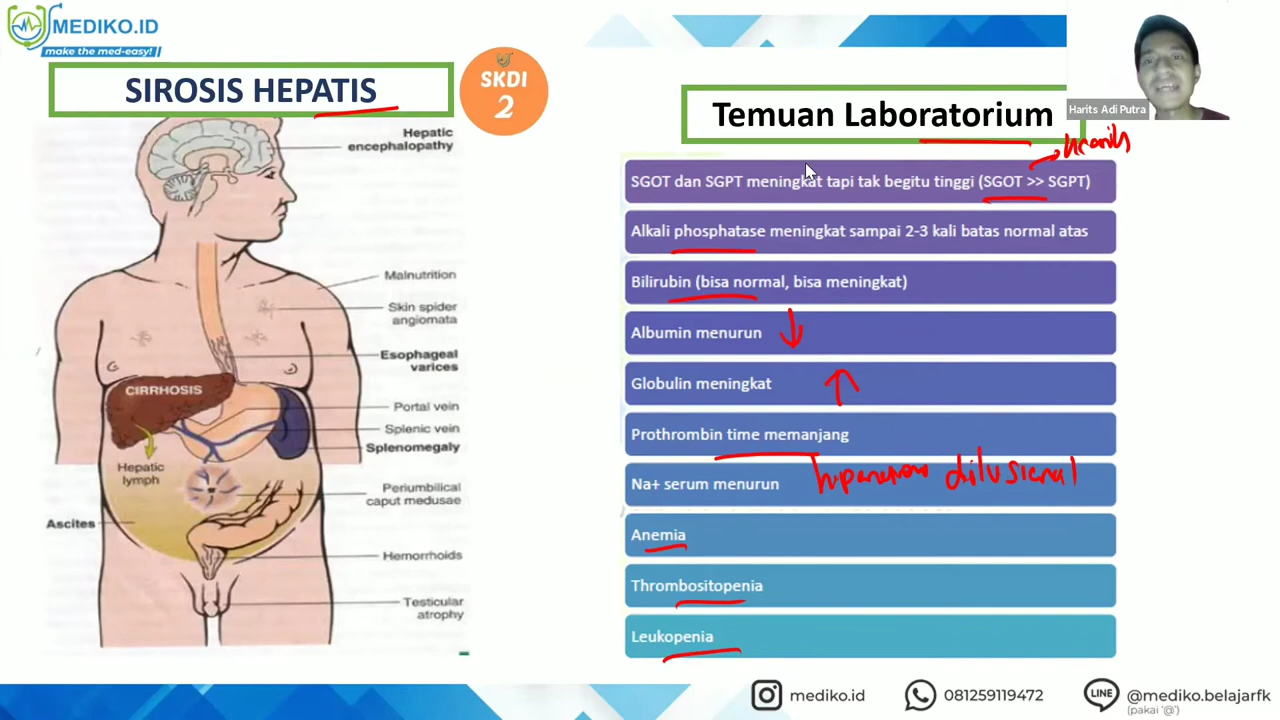 MEDIKO.ID
make the med-easy!
SIROSIS HEPATIS
SKDI
2
Temuan Laboratorium
Harits Adi Putra
Hepatic
encephalopathy
Malnutrition
Skin spider
angiomata
Esophageal
varices
CIRRHOSIS
Portal vein
Splenic vein
Splenomegaly
Hepatic
lymph
Periumbilical
caput medusae
Ascites
Hemorrhoids
Testicular
atrophy
SGOT dan SGPT meningkat tapi tak begitu tinggi (SGOT >> SGPT)
Alkali phosphatase meningkat sampai 2-3 kali batas normal atas
Bilirubin (bisa normal, bisa meningkat)
Albumin menurun
Globulin meningkat
Prothrombin time memanjang
Na+ serum menurun
dilusional
Anemia
Thrombositopenia
Leukopenia
mediko.id
081259119472
LINE
@mediko.belajarfk
(pakai '@')